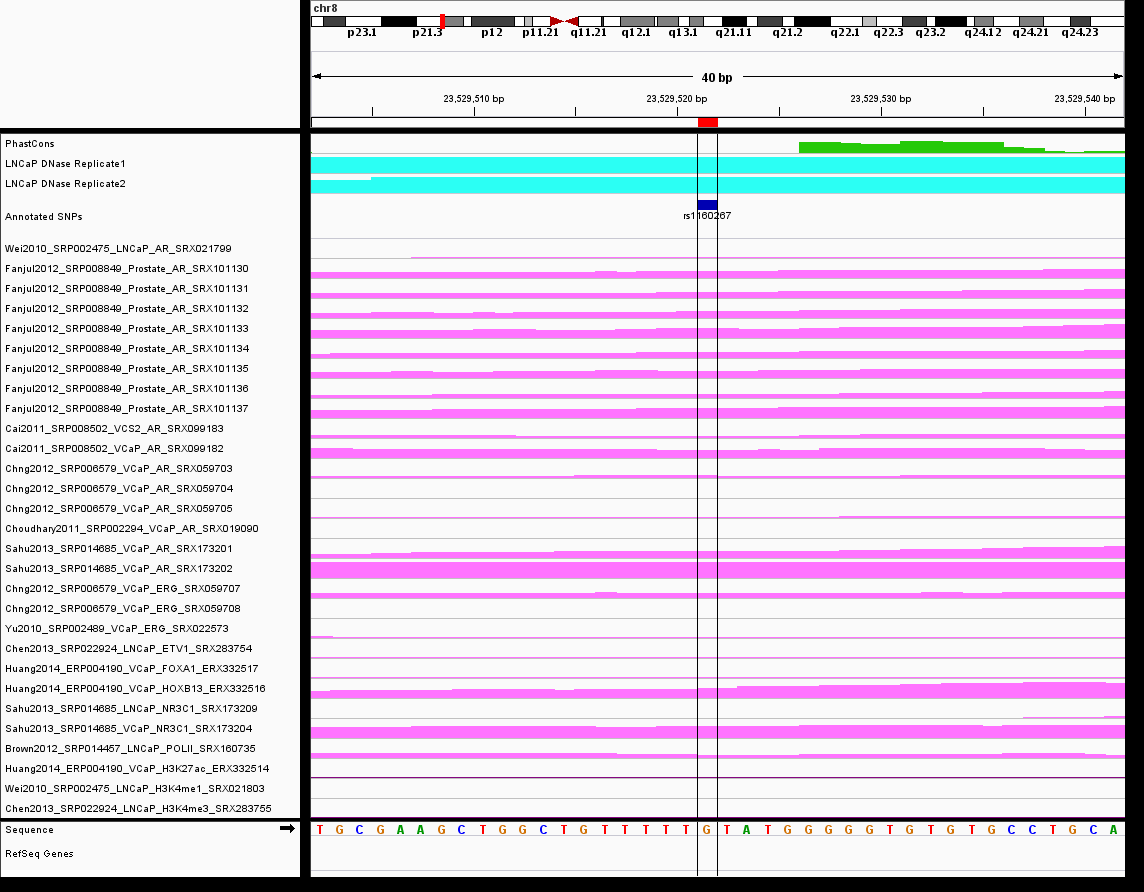 chr8
p23.1 p21.3 p12 p11.21 q11.21 q12.1 q13.1 q21.11 q21.2 q22.1 q22.3 q23.2 q24.12 q24.21 q24.23
40 bp
23,529,510 bp 23,529,520 bp 23,529,530 bp 23,529,540 bp
PhastCons
LNCaP DNase Replicate1
LNCaP DNase Replicate2
Annotated SNPs
rs1160267
Wei2010_SRP002475_LNCaP_AR_SRX021799
Fanjul2012_SRP008849_Prostate_AR_SRX101130
Fanjul2012_SRP008849_Prostate_AR_SRX101131
Fanjul2012_SRP008849_Prostate_AR_SRX101132
Fanjul2012_SRP008849_Prostate_AR_SRX101133
Fanjul2012_SRP008849_Prostate_AR_SRX101134
Fanjul2012_SRP008849_Prostate_AR_SRX101135
Fanjul2012_SRP008849_Prostate_AR_SRX101136
Fanjul2012_SRP008849_Prostate_AR_SRX101137
Cai2011_SRP008502_VCS2_AR_SRX099183
Cai2011_SRP008502_VCaP_AR_SRX099182
Chng2012_SRP006579_VCaP_AR_SRX059703
Chng2012_SRP006579_VCaP_AR_SRX059704
Chng2012_SRP006579_VCaP_AR_SRX059705
Choudhary2011_SRP002294_VCaP_AR_SRX019090
Sahu2013_SRP014685_VCaP_AR_SRX173201
Sahu2013_SRP014685_VCaP_AR_SRX173202
Chng2012_SRP006579_VCaP_ERG_SRX059707
Chng2012_SRP006579_VCaP_ERG_SRX059708
Yu2010_SRP002489_VCaP_ERG_SRX022573
Chen2013_SRP022924_LNCaP_ETV1_SRX283754
Huang2014_ERP004190_VCaP_FOXA1_ERX332517
Huang2014_ERP004190_VCaP_HOXB13_ERX332516
Sahu2013_SRP014685_LNCaP_NR3C1_SRX173209
Sahu2013_SRP014685_VCaP_NR3C1_SRX173204
Brown2012_SRP014457_LNCaP_POLII_SRX160735
Huang2014_ERP004190_VCaP_H3K27ac_ERX332514
Wei2010_SRP002475_LNCaP_H3K4me1_SRX021803
Chen2013_SRP022924_LNCaP_H3K4me3_SRX283755
Sequence T G C G A A G C T G G C T G T T T T T G T A T G G G G G T G T G T G C C T G C A
RefSeq Genes